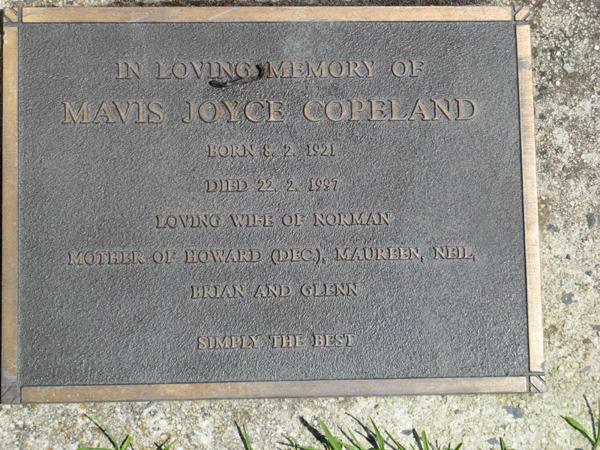 IN LOVING MEMORY OF
MAVIS JOYCE COPELAND
BORN 8. 2. 1921
DIED 22. 2. 1997
LOVING WIFE OF NORMAN
MOTHER OF HOWARD (DEC.), MAUREEN, NEIL,
BRIAN AND GLENN
SIMPLY THE BEST